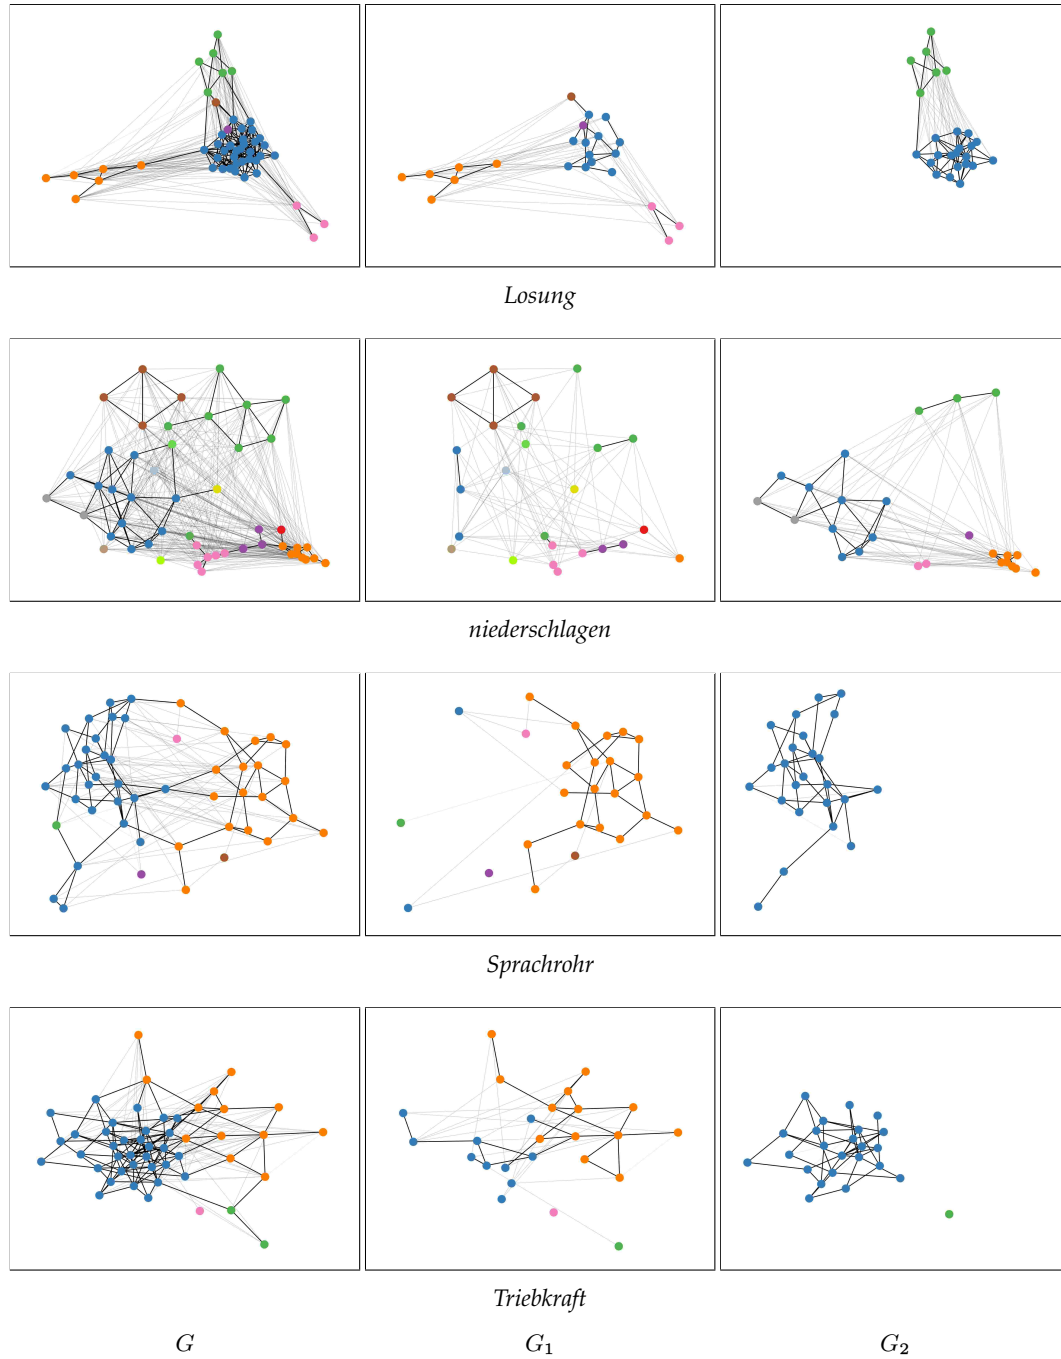 Losung
niederschlagen
Sprachrohr
Triebkraft
G G₁ G₂